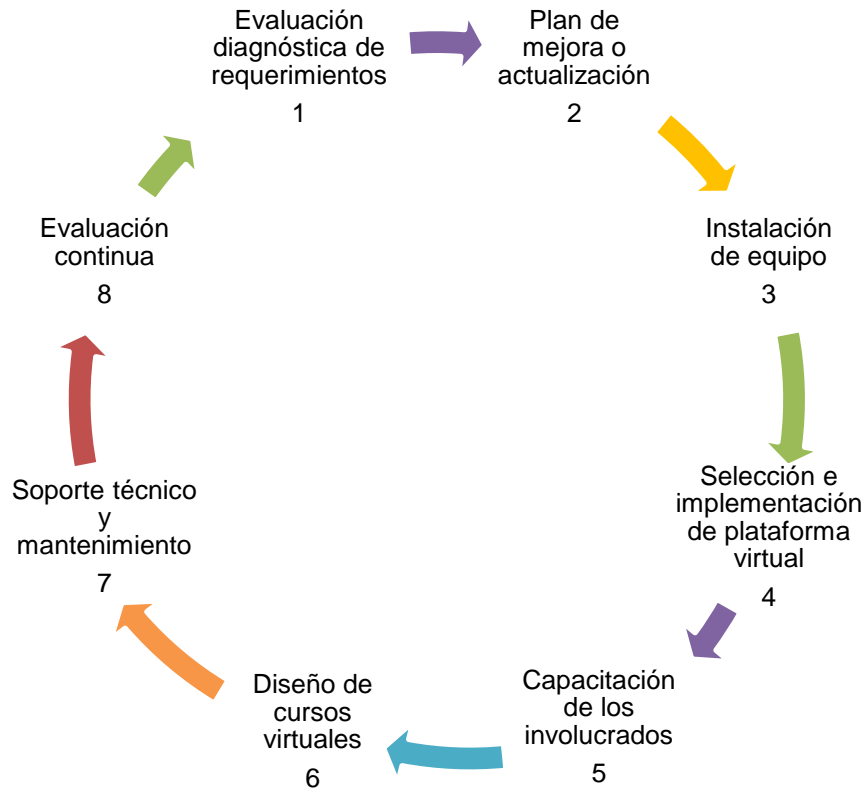 Evaluación
diagnóstica de
requerimientos
1
Plan de
mejora o
actualización
2
Instalación
de equipo
3
Selección e
implementación
de plataforma
virtual
4
Capacitación
de los
involucrados
5
Diseño de
cursos
virtuales
6
Soporte técnico
y
mantenimiento
7
Evaluación
continua
8